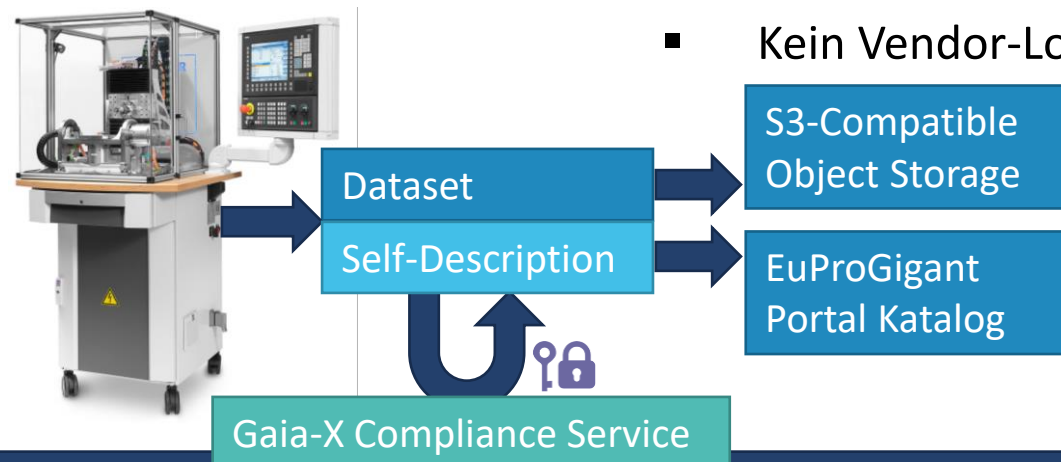 Kein Vendor-Lo
S3-Compatible
Object Storage
Dataset
Self-Description
EuProGigant
Portal Katalog
Gaia-X Compliance Service